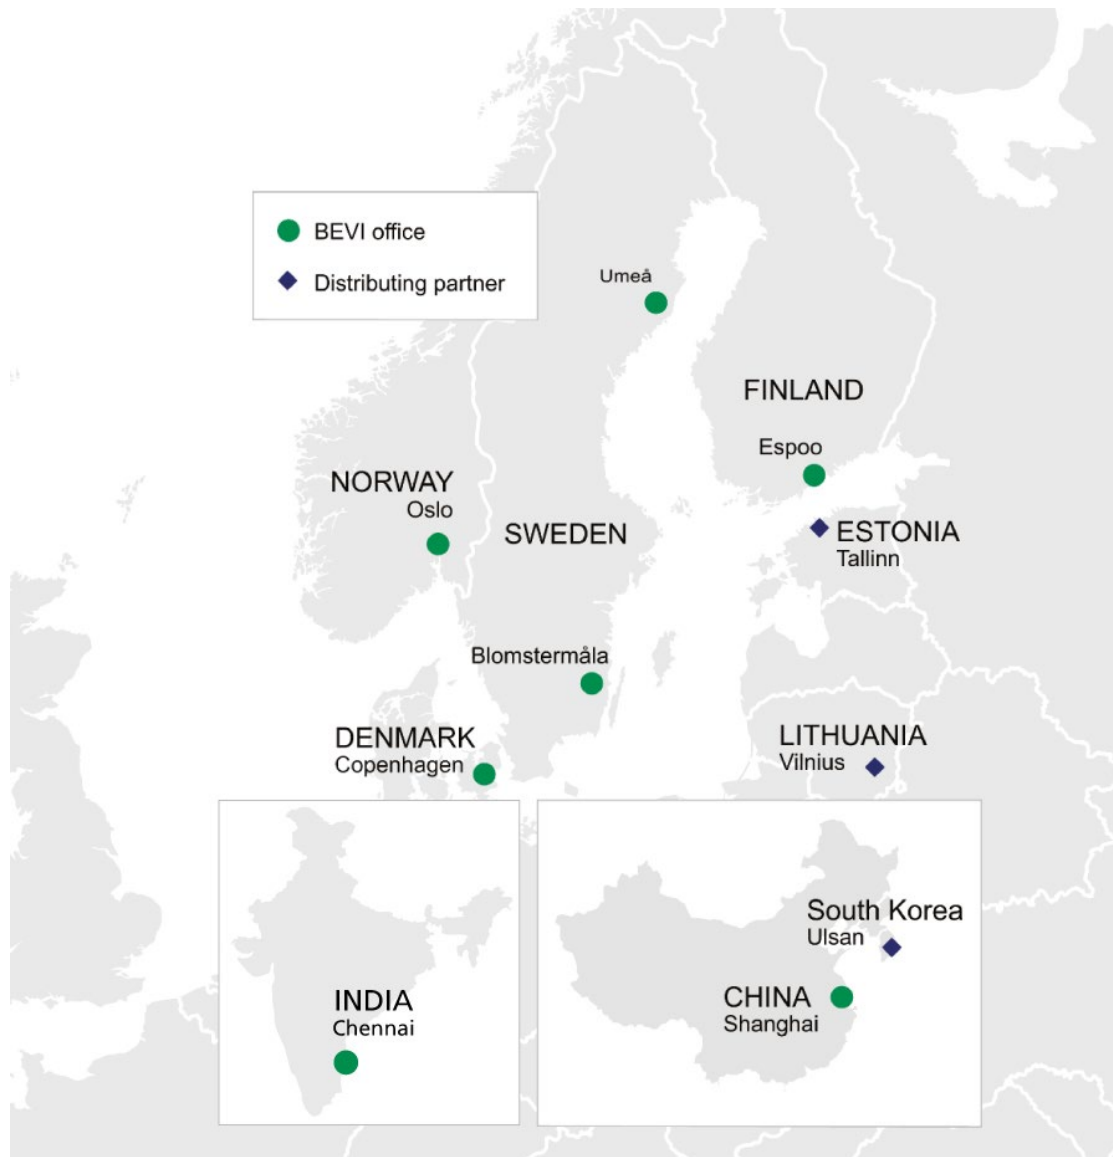 BEVI office
Distributing partner
Umeå
FINLAND
Espoo
NORWAY
Oslo
SWEDEN
ESTONIA
Tallinn
Blomstermåla
DENMARK
Copenhagen
LITHUANIA
Vilnius
INDIA
Chennai
South Korea
Ulsan
CHINA
Shanghai